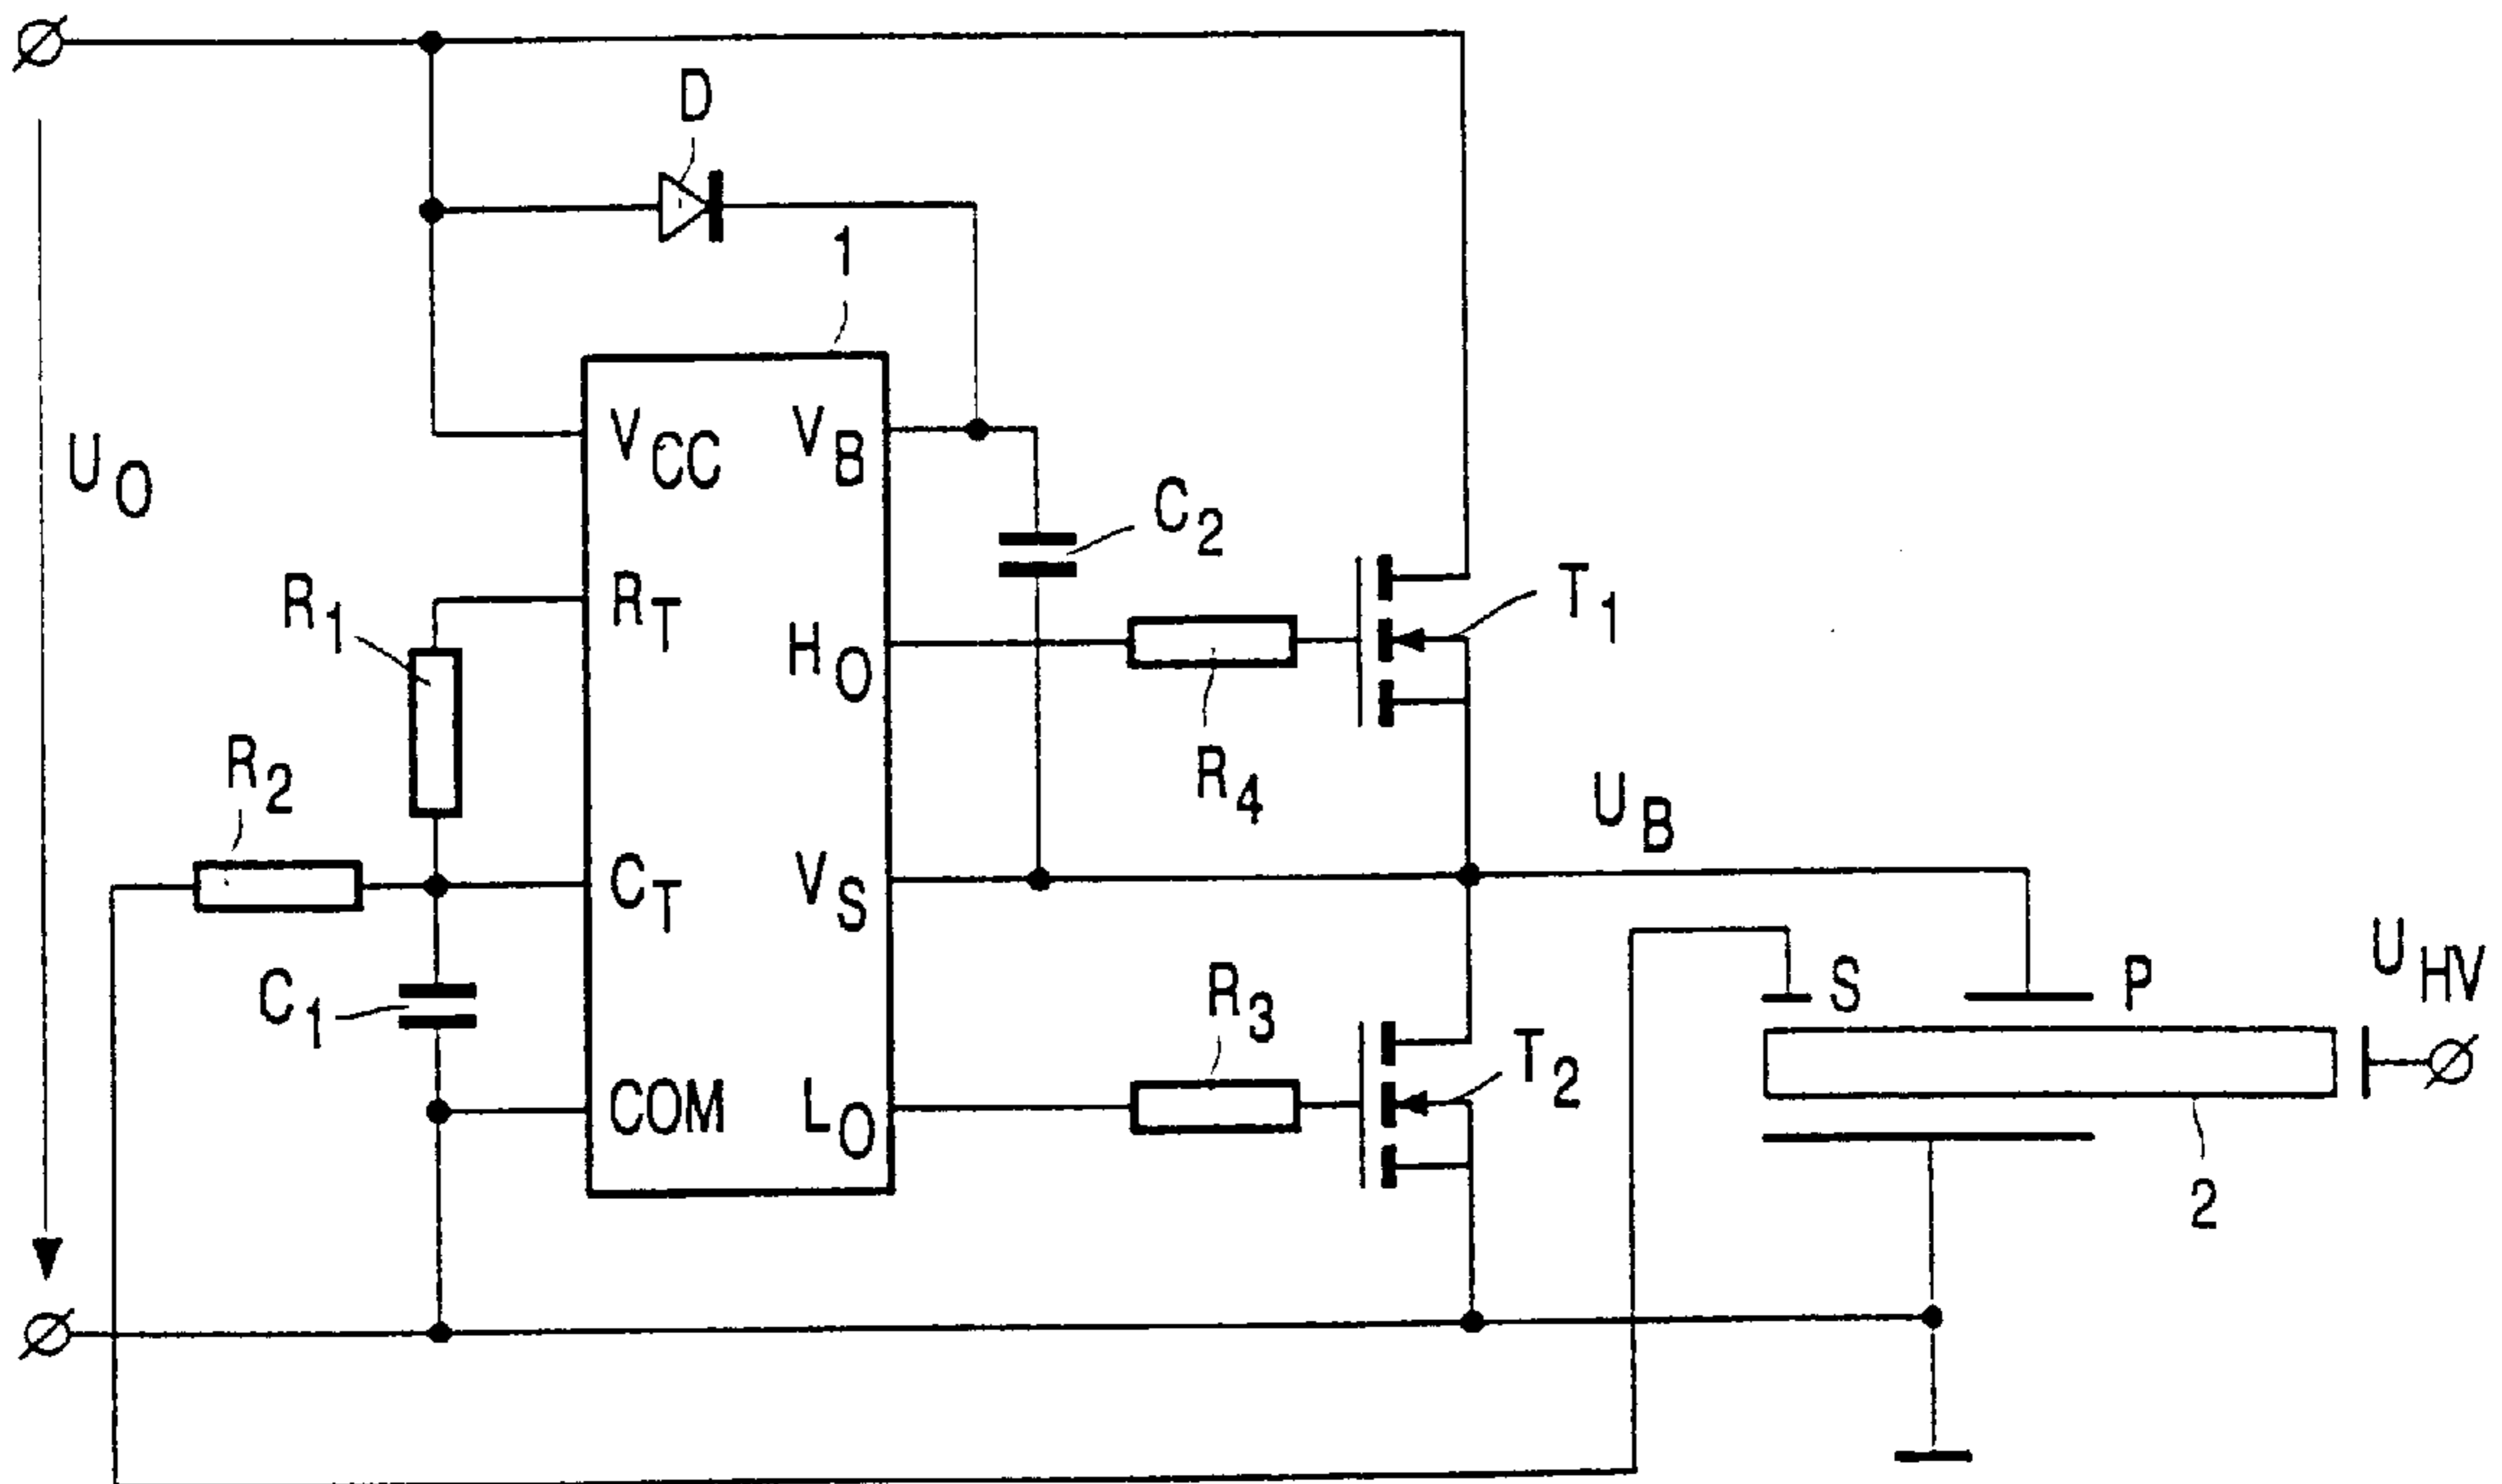 D
1
U_O
V_CC V_B
C_2
R_1 R_T
T_1
H_O
R_2
R_4
U_B
C_T V_S
C_1
R_3
S P U_HV
T_2
COM L_O
2